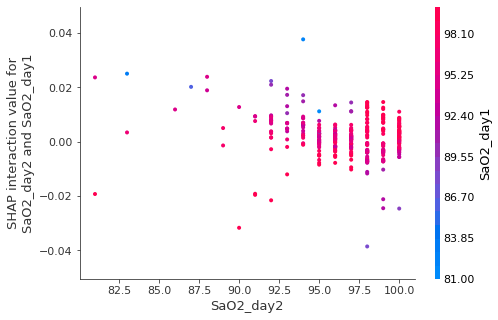 0.04
0.02
0.00
−0.02
−0.04
SHAP interaction value for
SaO2_day2 and SaO2_day1
82.5 85.0 87.5 90.0 92.5 95.0 97.5 100.0
SaO2_day2
98.10
95.25
92.40
89.55
86.70
83.85
81.00
SaO2_day1